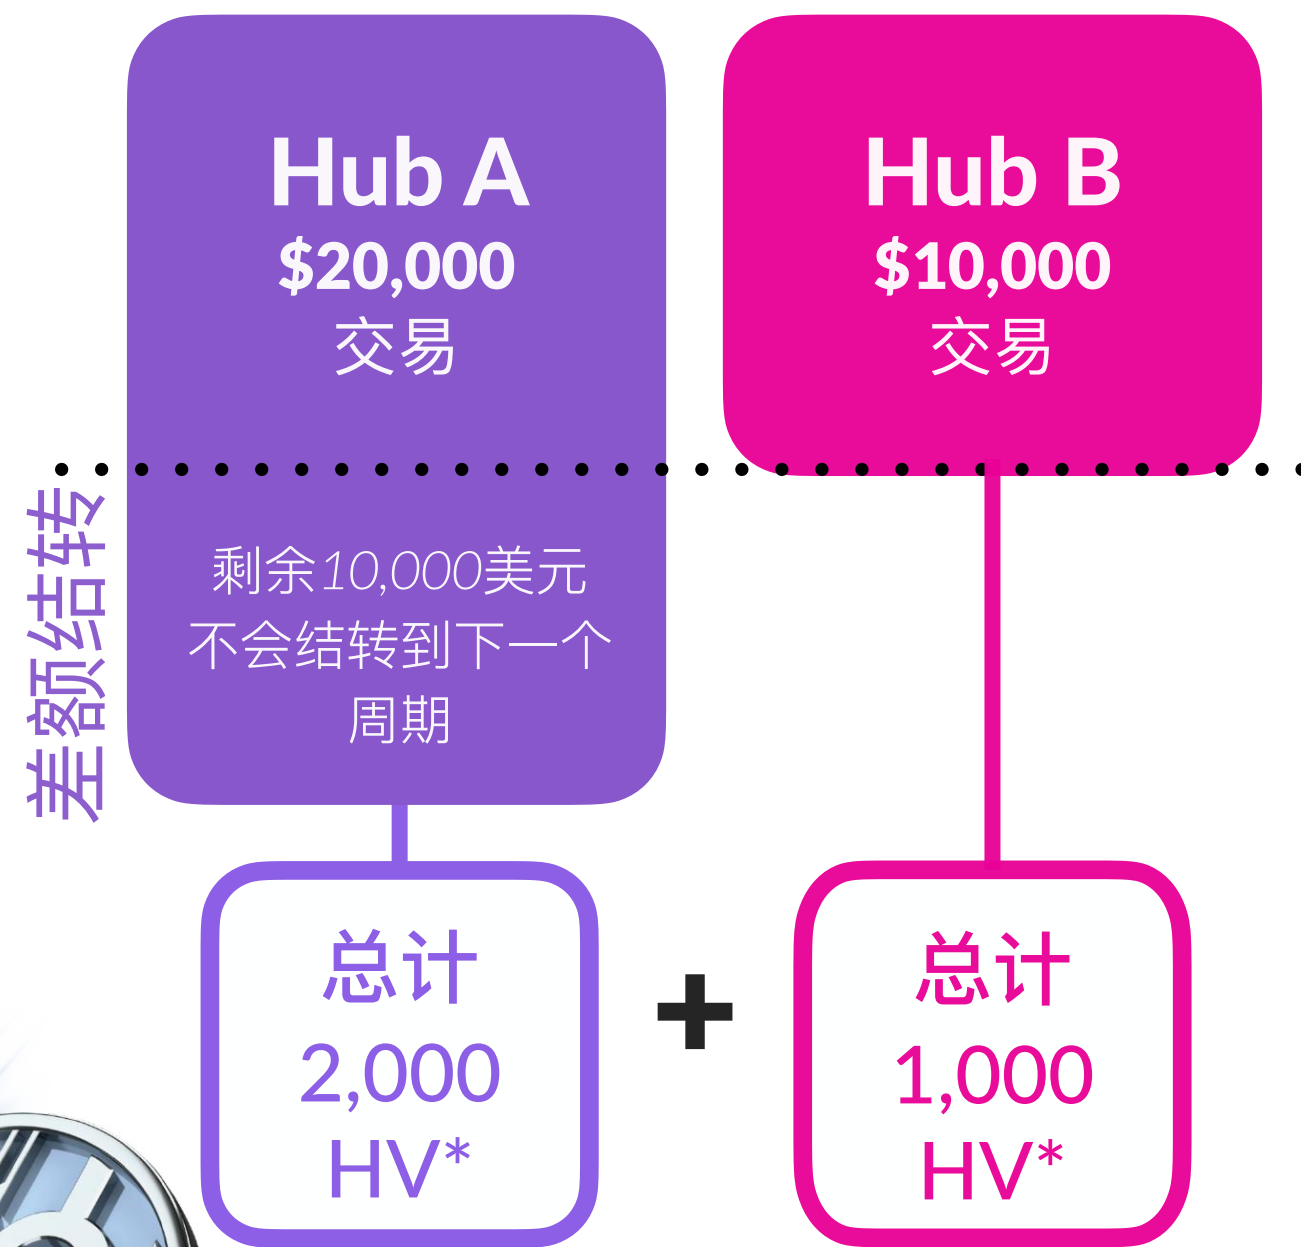 Hub A
$20,000
交易
Hub B
$10,000
交易
差额结转
剩余10,000美元
不会结转到下一个
周期
总计
2,000
HV*
+
总计
1,000
HV*